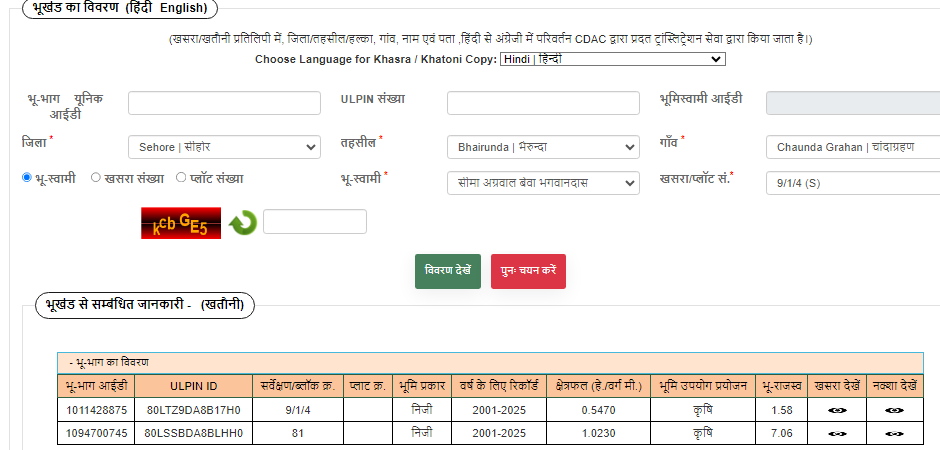 भूखंड का विवरण (हिंदी English)
(खसरा/खतौनी प्रतिलिपी में, जिला/तहसील/हल्का, गांव, नाम एवं पता ,हिंदी से अंग्रेजी में परिवर्तन CDAC द्वारा प्रदत ट्रांस्लिट्रेशन सेवा द्वारा किया जाता है।)
Choose Language for Khasra / Khatoni Copy: Hindi | हिन्दी
भू-भाग यूनिक आईडी ULPIN संख्या भूमिस्वामी आईडी
जिला * Sehore | सीहोर तहसील * Bhairunda | भैरुन्दा गाँव * Chaunda Grahan | चांदाग्रहण
भू-स्वामी खसरा संख्या प्लॉट संख्या भू-स्वामी * सीमा अग्रवाल बेवा भगवानदास खसरा/प्लॉट सं.* 9/1/4 (S)
kcbGE5
विवरण देखें पुनः चयन करें
भूखंड से सम्बंधित जानकारी - (खतौनी)
- भू-भाग का विवरण
भू-भाग आईडी ULPIN ID सर्वेक्षण/ब्लॉक क्र. प्लाट क्र. भूमि प्रकार वर्ष के लिए रिकॉर्ड क्षेत्रफल (हे./वर्ग मी.) भूमि उपयोग प्रयोजन भू-राजस्व खसरा देखें नक्शा देखें
1011428875 80LTZ9DA8B17H0 9/1/4 निजी 2001-2025 0.5470 कृषि 1.58
1094700745 80LSSBDA8BLHH0 81 निजी 2001-2025 1.0230 कृषि 7.06